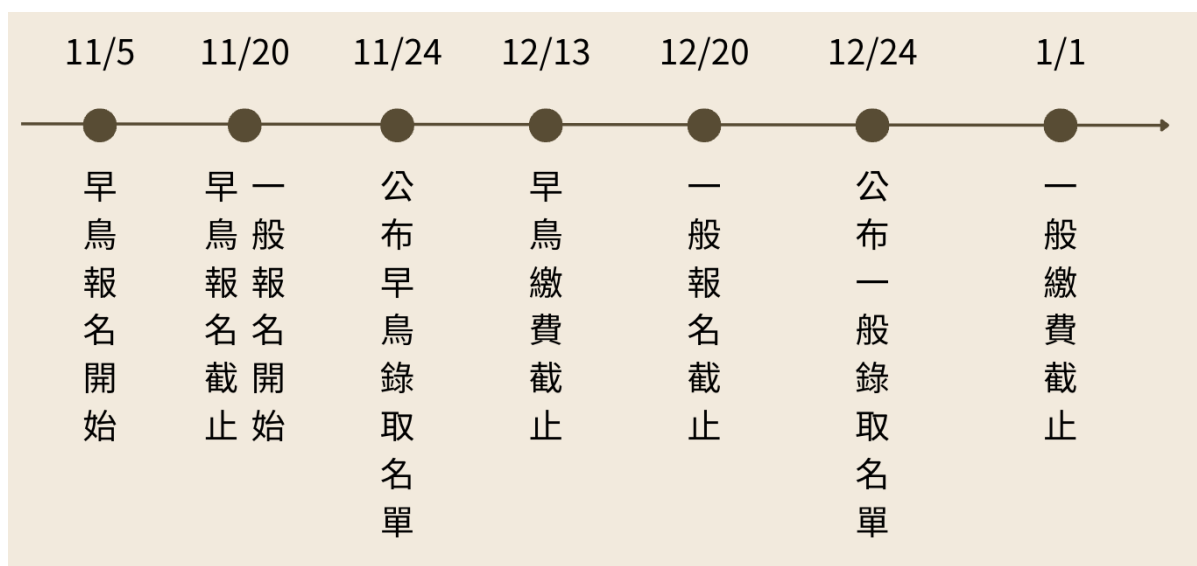 11/5
11/20
11/24
12/13
12/20
12/24
1/1
早鳥報名開始
一般報名開始
早鳥報名截止
公布早鳥錄取名單
早鳥繳費截止
一般報名截止
公布一般錄取名單
一般繳費截止